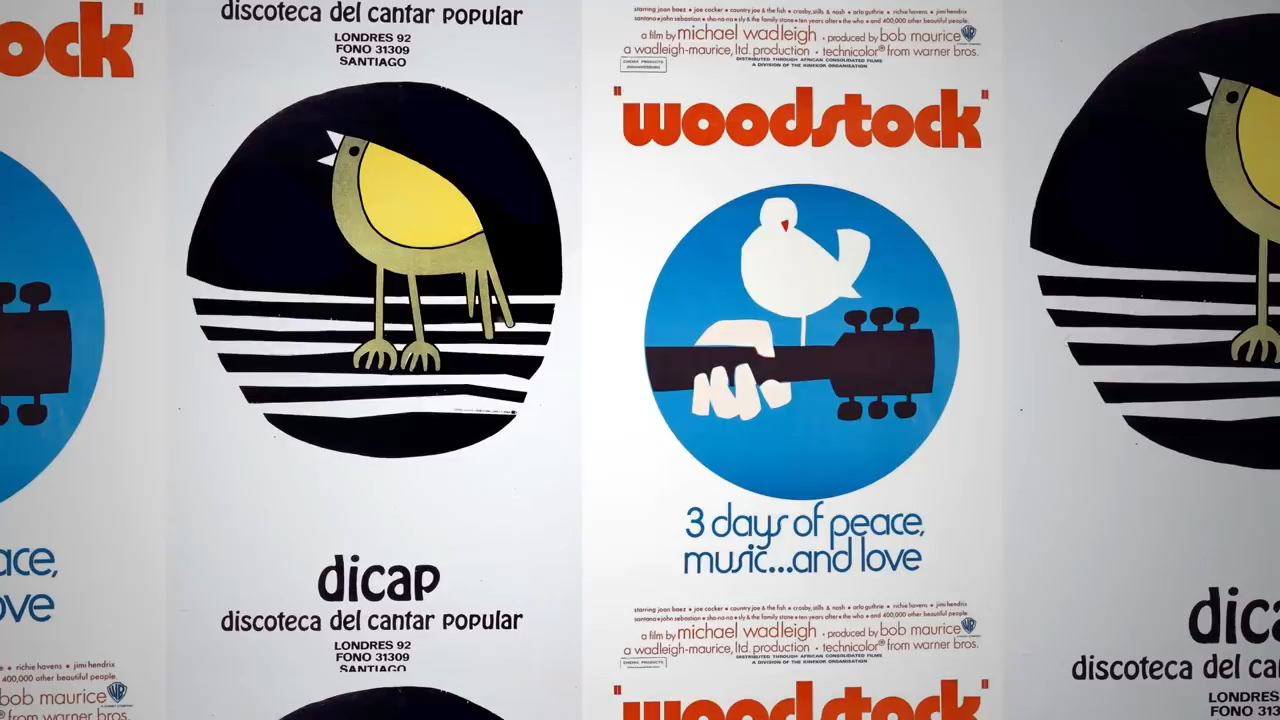 ock"
ace,
ove
• richie havens • jimi hendrix
400,000 other beautiful people.
bob maurice
from warner bros.
discoteca del cantar popular
LONDRES 92
FONO 31309
SANTIAGO
dicap
discoteca del cantar popular
LONDRES 92
FONO 31309
SANTIAGO
starring joan baez • joe cocker • country joe & the fish • crosby, stills & nash • arlo guthrie • richie havens • jimi hendrix
santana • john sebastian • sha-na-na • sly & the family stone • ten years after • the who • and 400,000 other beautiful people.
a film by michael wadleigh • produced by bob maurice
a wadleigh-maurice, ltd. production • technicolor® from warner bros.
DISTRIBUTED THROUGH AFRICAN CONSOLIDATED FILMS
A DIVISION OF THE KINEKOR ORGANISATION
"woodstock"
3 days of peace,
music...and love
starring joan baez • joe cocker • country joe & the fish • crosby, stills & nash • arlo guthrie • richie havens • jimi hendrix
santana • john sebastian • sha-na-na • sly & the family stone • ten years after • the who • and 400,000 other beautiful people.
a film by michael wadleigh • produced by bob maurice
a wadleigh-maurice, ltd. production • technicolor® from warner bros.
DISTRIBUTED THROUGH AFRICAN CONSOLIDATED FILMS
A DIVISION OF THE KINEKOR ORGANISATION
"woodstock"
dica
discoteca del ca
LONDRES
FONO 313